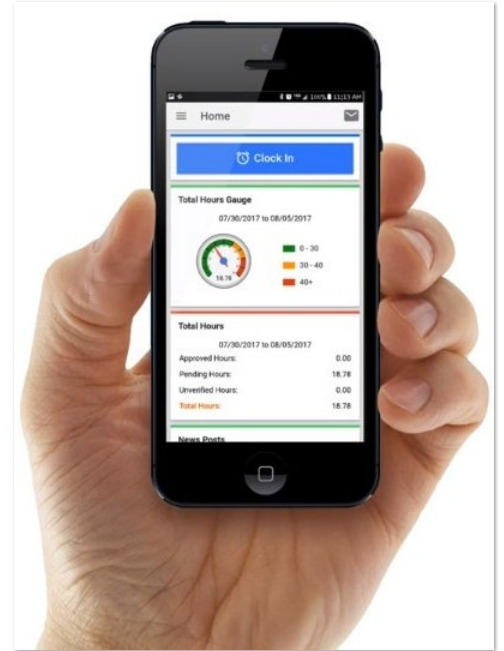 100% 11:15 AM
Home
Clock In
Total Hours Gauge
07/30/2017 to 08/05/2017
0 - 30
30 - 40
40+
18.78
Total Hours
07/30/2017 to 08/05/2017
Approved Hours: 0.00
Pending Hours: 18.78
Unverified Hours: 0.00
Total Hours: 18.78
News Posts